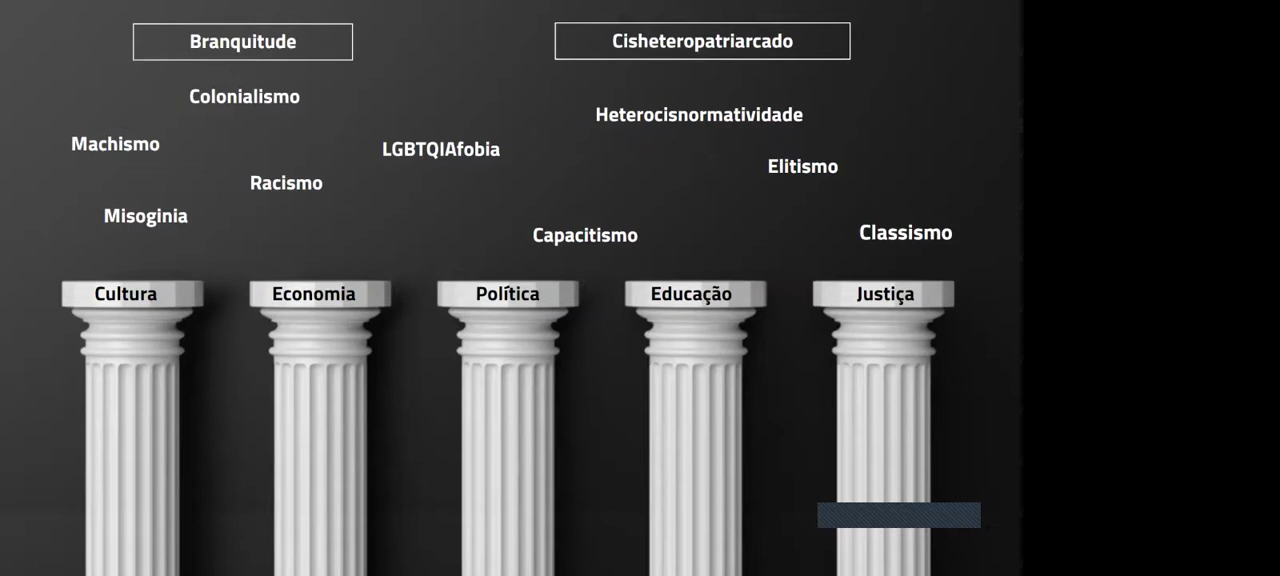 Branquitude
Cisheteropatriarcado
Colonialismo
Heterocisnormatividade
Machismo
LGBTQIAfobia
Elitismo
Racismo
Misoginia
Capacitismo
Classismo
Cultura
Economia
Política
Educação
Justiça